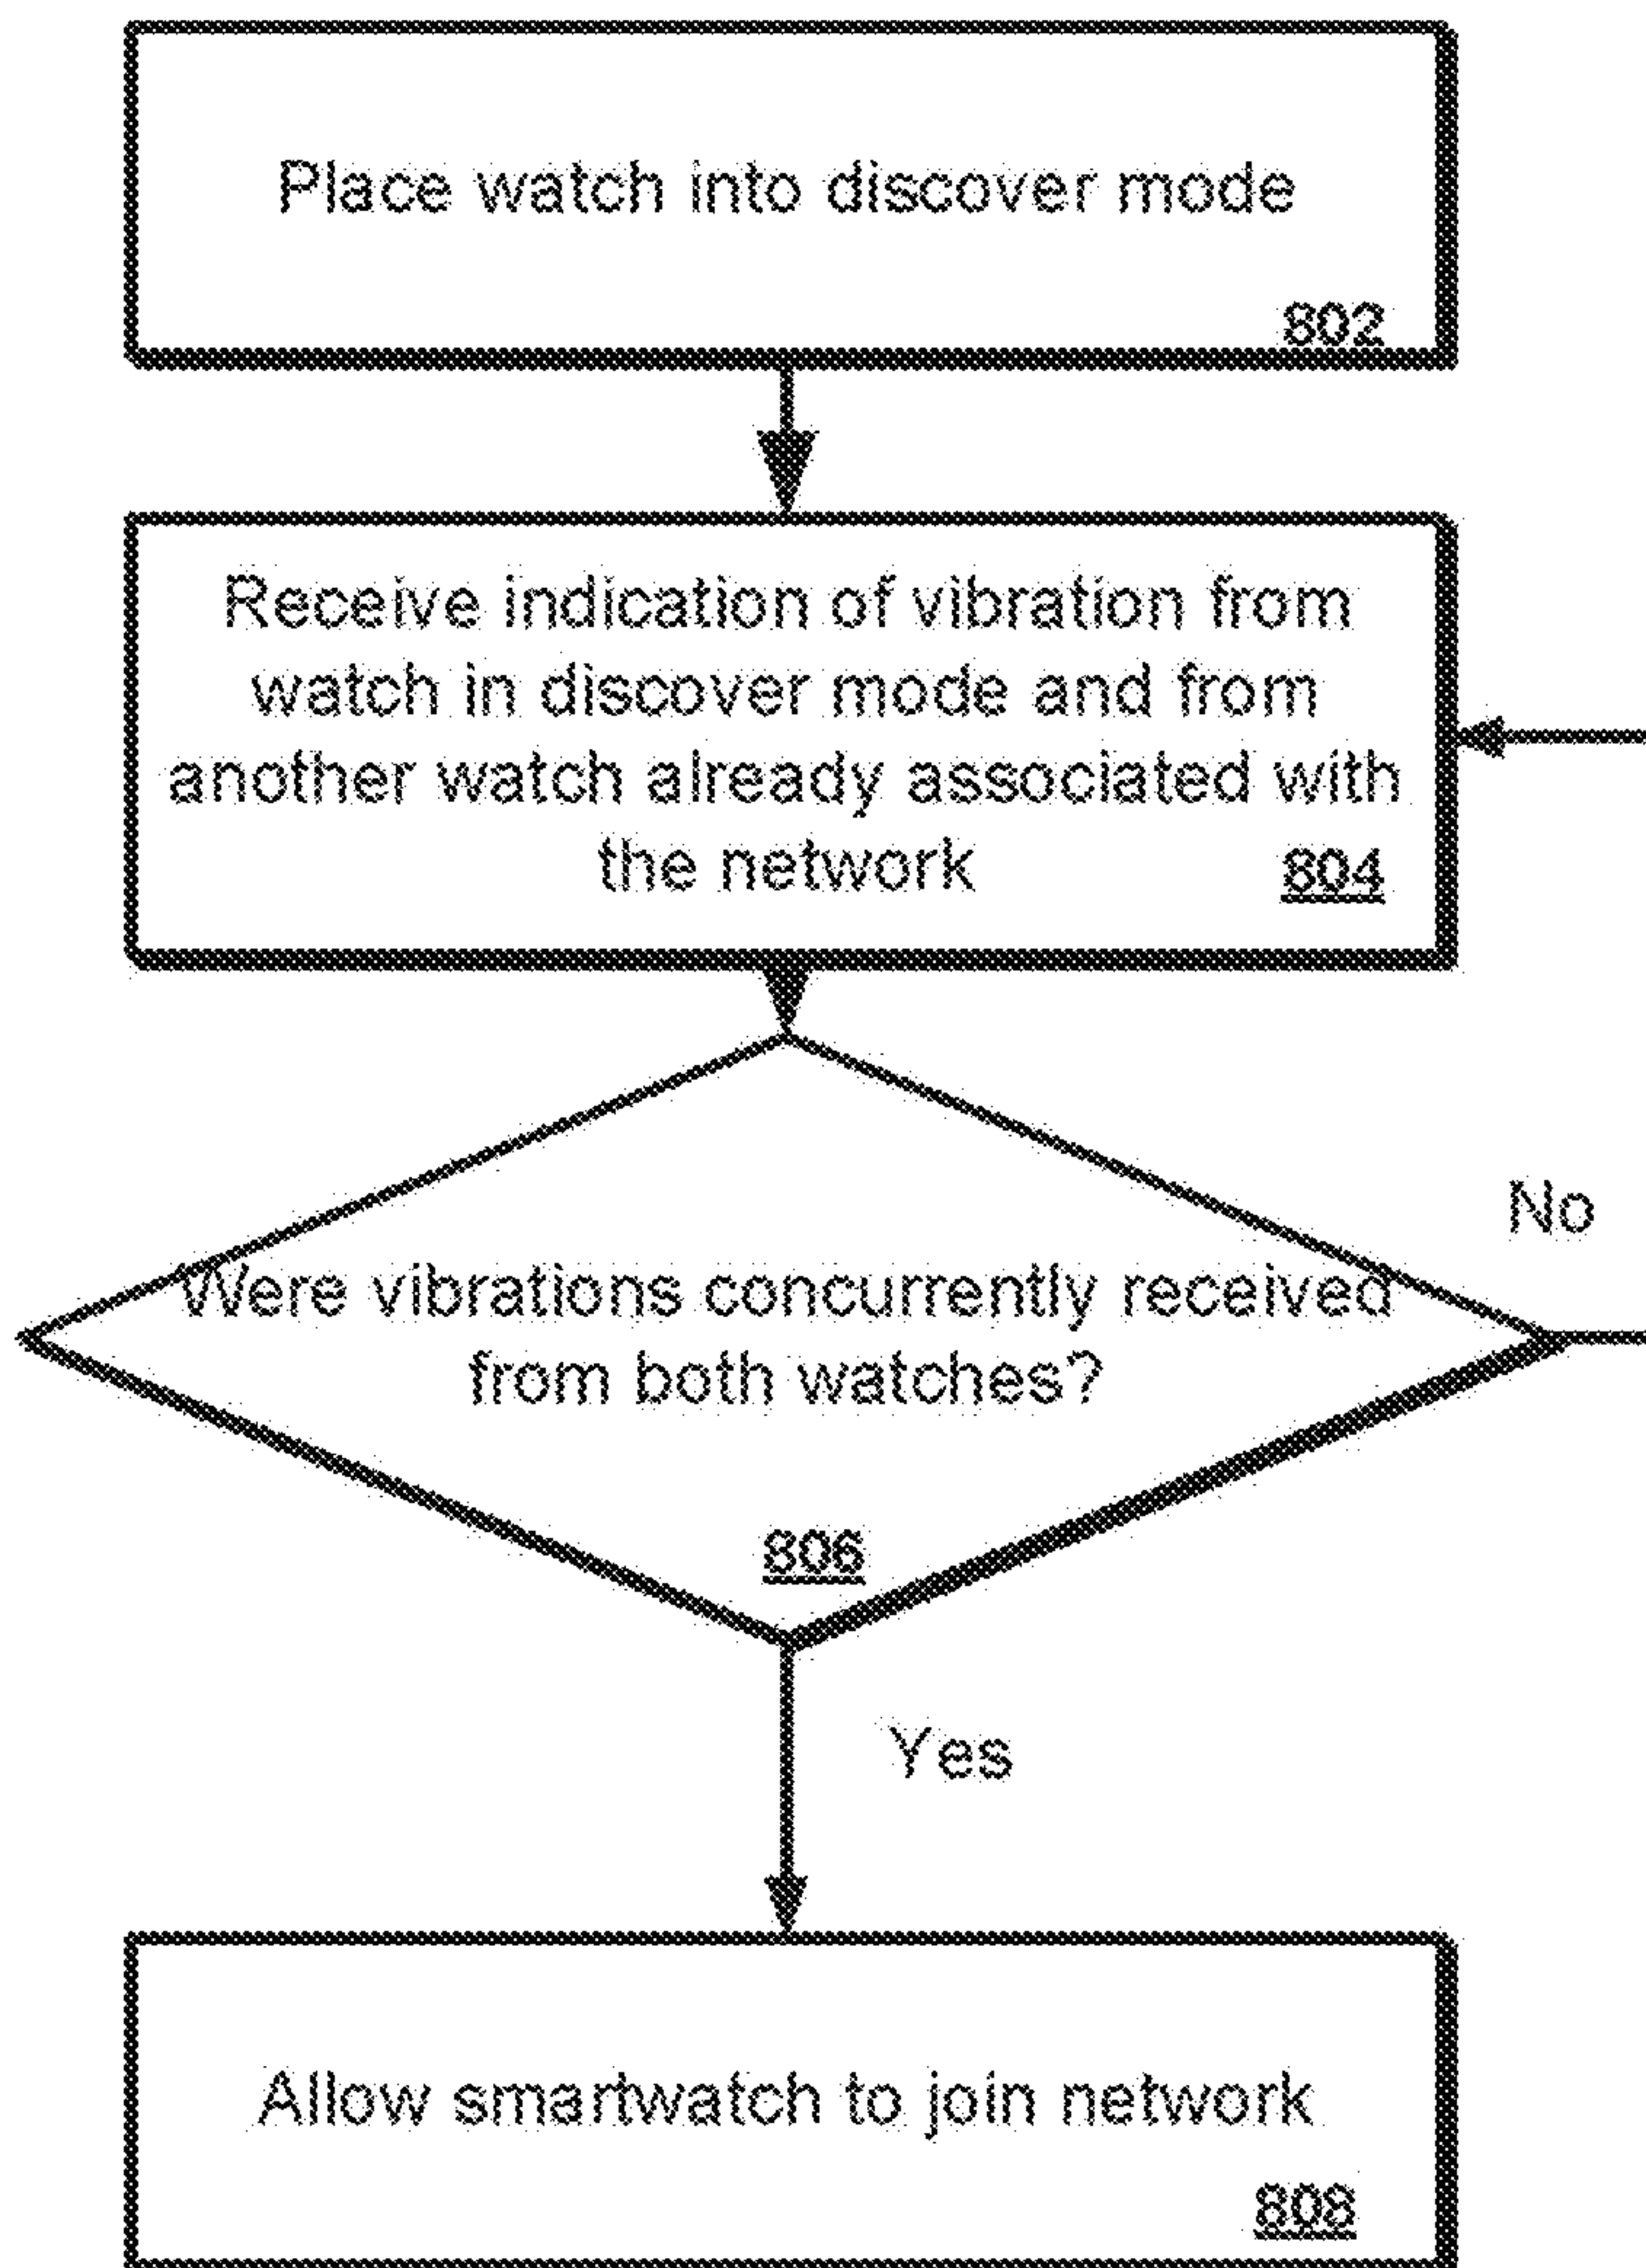 Place watch into discover mode
802
Receive indication of vibration from
watch in discover mode and from
another watch already associated with
the network
804
Were vibrations concurrently received
from both watches?
806
No
Yes
Allow smartwatch to join network
808